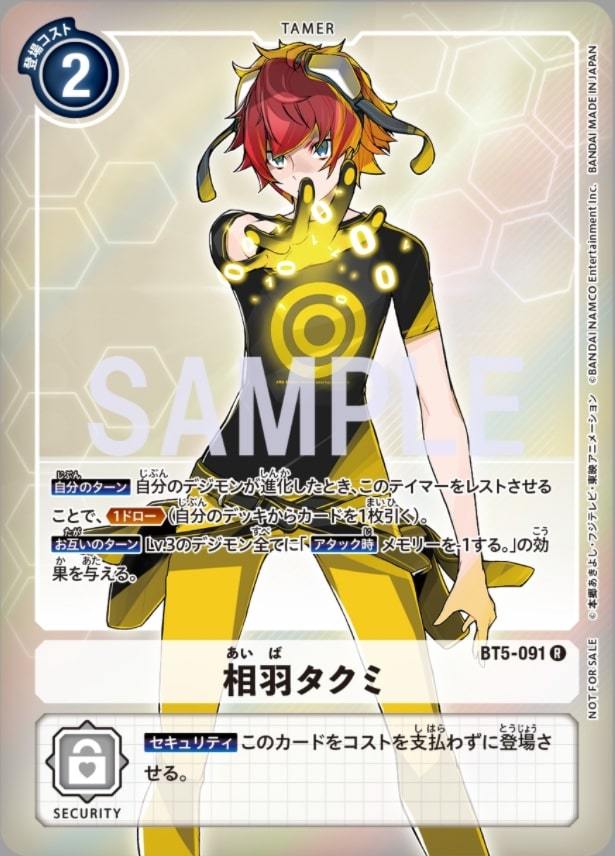 TAMER
登場コスト
2
SAMPLE
自分のターン 自分のデジモンが進化したとき、このテイマーをレストさせる
ことで、1ドロー（自分のデッキからカードを1枚引く）。
お互いのターン Lv.3のデジモン全てに「アタック時 メモリーを-1する。」の効
果を与える。
BT5-091 R
あいば
相羽タクミ
セキュリティ このカードをコストを支払わずに登場さ
せる。
SECURITY
© 本郷あきよし・フジテレビ・東映アニメーション ©BANDAI NAMCO Entertainment Inc. BANDAI MADE IN JAPAN
NOT FOR SALE